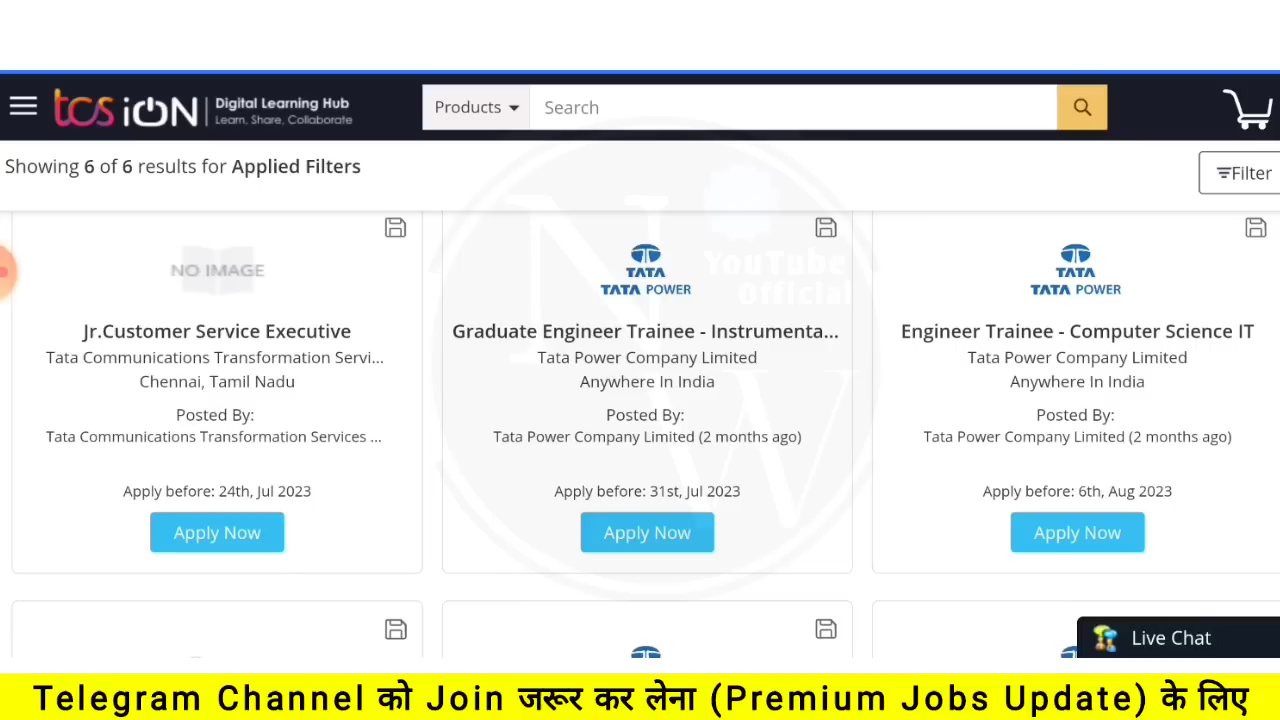 tcs iON | Digital Learning Hub
Learn, Share, Collaborate
Products
Search
Showing 6 of 6 results for Applied Filters
Filter
NO IMAGE
Jr.Customer Service Executive
Tata Communications Transformation Servi...
Chennai, Tamil Nadu
Posted By:
Tata Communications Transformation Services ...
Apply before: 24th, Jul 2023
Apply Now
TATA
TATA POWER
Graduate Engineer Trainee - Instrumenta...
Tata Power Company Limited
Anywhere In India
Posted By:
Tata Power Company Limited (2 months ago)
Apply before: 31st, Jul 2023
Apply Now
TATA
TATA POWER
Engineer Trainee - Computer Science IT
Tata Power Company Limited
Anywhere In India
Posted By:
Tata Power Company Limited (2 months ago)
Apply before: 6th, Aug 2023
Apply Now
N W
YouTube
Official
Live Chat
Telegram Channel को Join जरूर कर लेना (Premium Jobs Update) के लिए